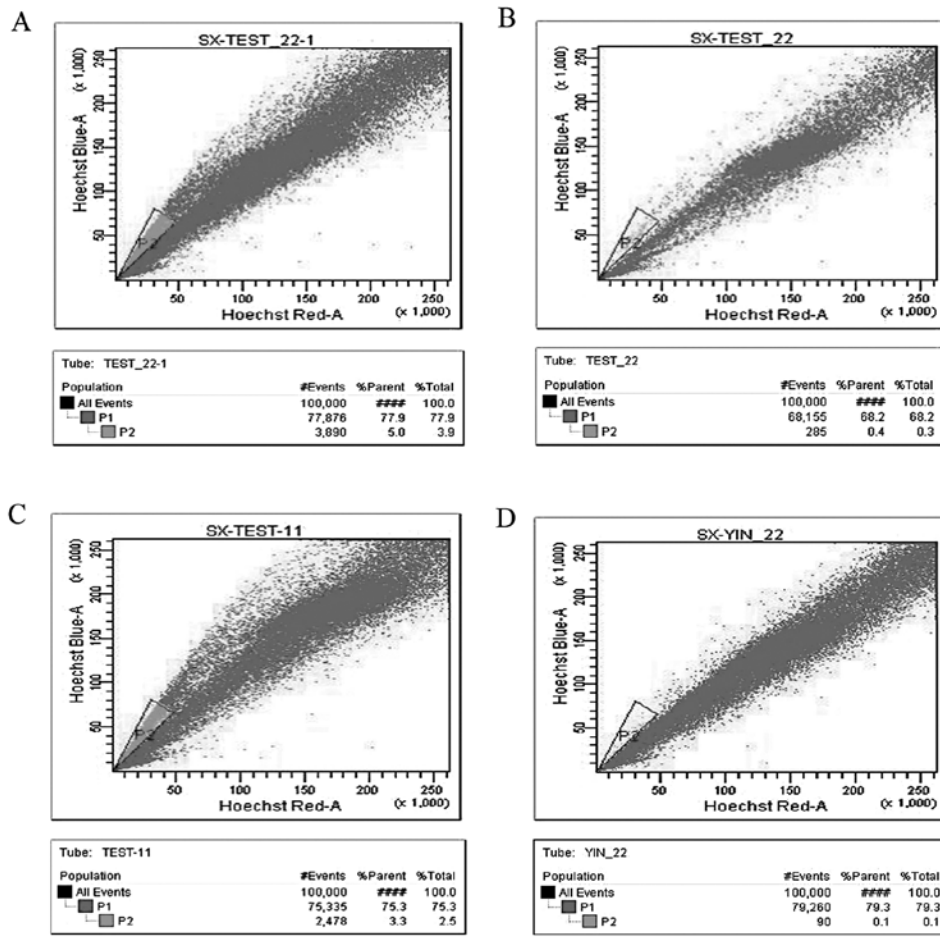 A
SX-TEST_22-1
Hoechst Blue-A
(x 1,000)
250
200
150
100
50
P2
50 100 150 200 250
Hoechst Red-A
(x 1,000)
Tube: TEST_22-1
Population #Events %Parent %Total
All Events 100,000 #### 100.0
P1 77,876 77.9 77.9
P2 3,890 5.0 3.9
B
SX-TEST_22
Hoechst Blue-A
(x 1,000)
250
200
150
100
50
P2
50 100 150 200 250
Hoechst Red-A
(x 1,000)
Tube: TEST_22
Population #Events %Parent %Total
All Events 100,000 #### 100.0
P1 68,155 68.2 68.2
P2 285 0.4 0.3
C
SX-TEST-11
Hoechst Blue-A
(x 1,000)
250
200
150
100
50
P2
50 100 150 200 250
Hoechst Red-A
(x 1,000)
Tube: TEST-11
Population #Events %Parent %Total
All Events 100,000 #### 100.0
P1 75,335 75.3 75.3
P2 2,478 3.3 2.5
D
SX-YIN_22
Hoechst Blue-A
(x 1,000)
250
200
150
100
50
P2
50 100 150 200 250
Hoechst Red-A
(x 1,000)
Tube: YIN_22
Population #Events %Parent %Total
All Events 100,000 #### 100.0
P1 79,260 79.3 79.3
P2 90 0.1 0.1